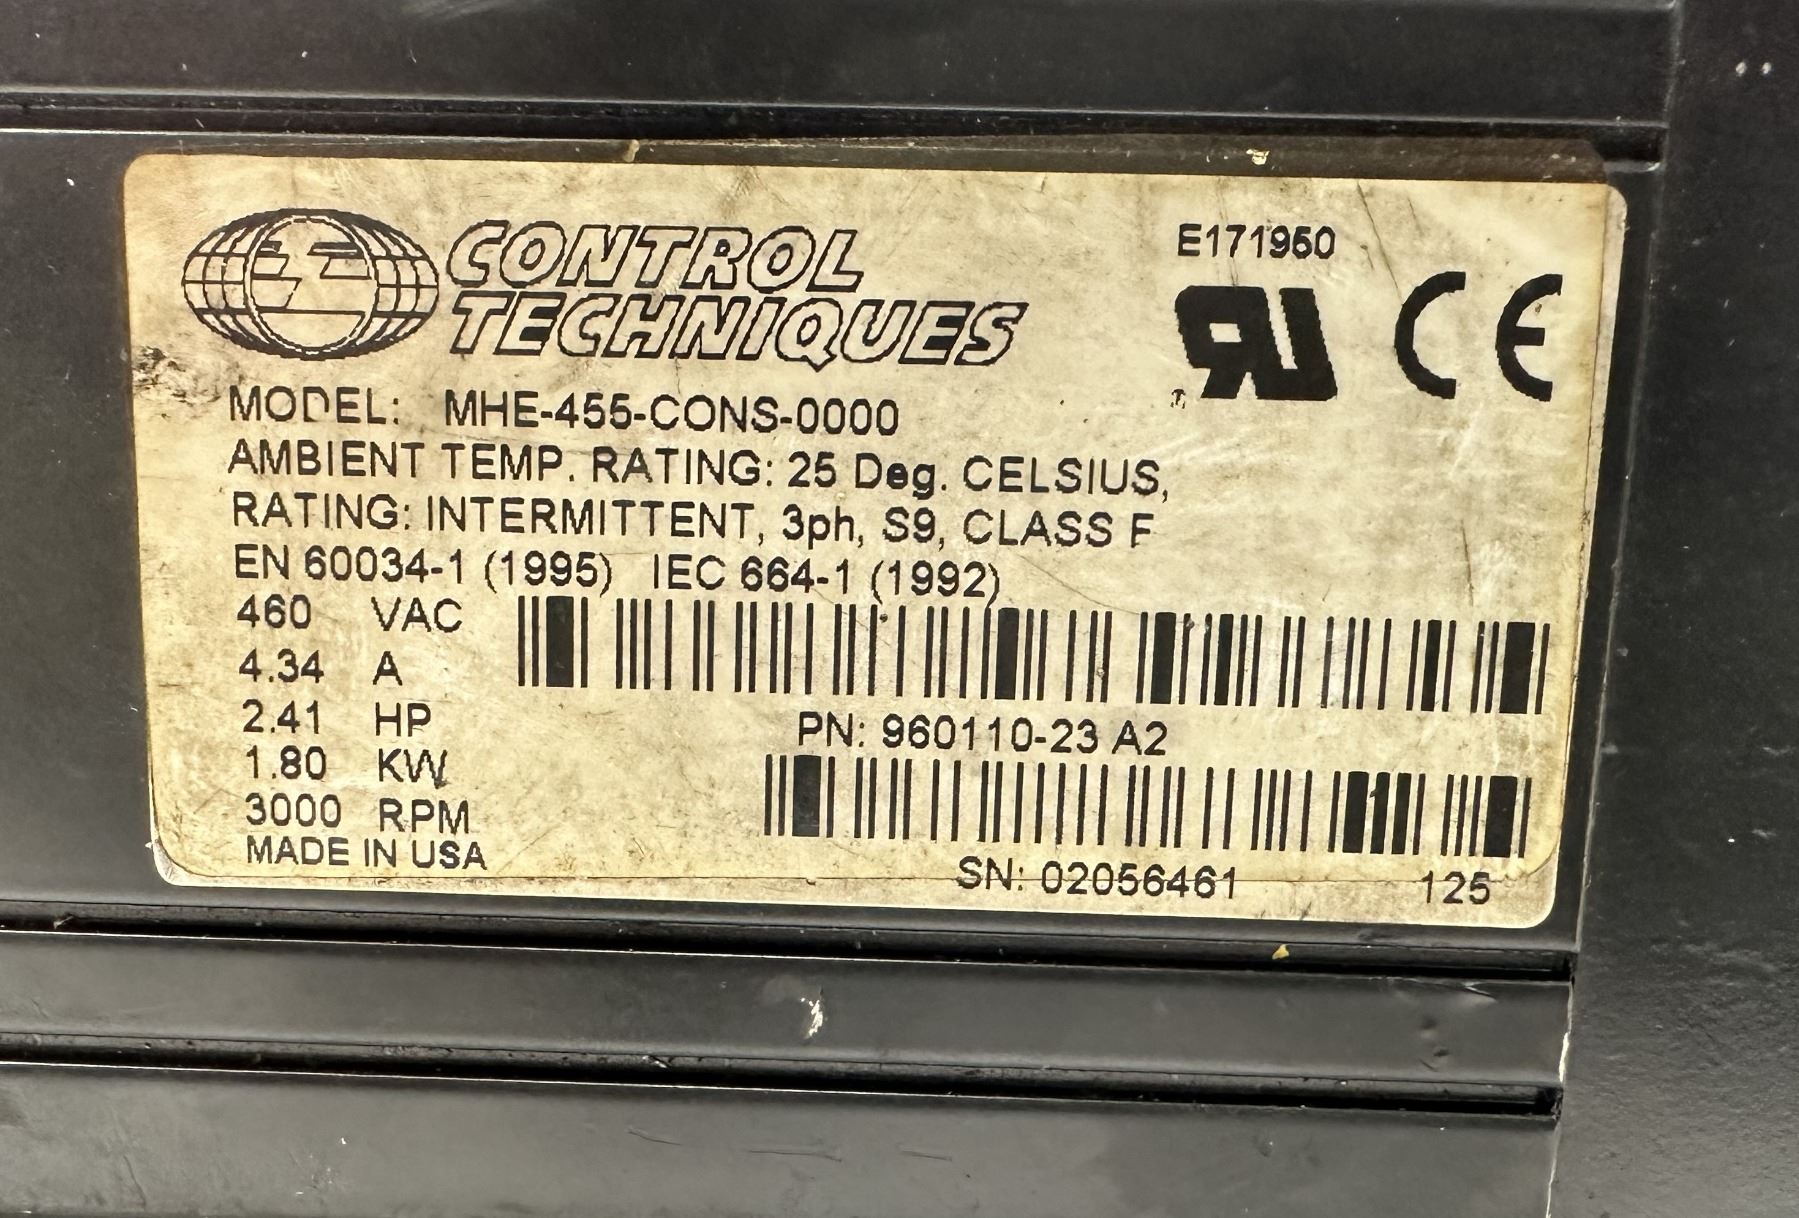 CONTROL
TECHNIQUES
E171950
MODEL: MHE-455-CONS-0000
AMBIENT TEMP. RATING: 25 Deg. CELSIUS,
RATING: INTERMITTENT, 3ph, S9, CLASS F
EN 60034-1 (1995) IEC 664-1 (1992)
460 VAC
4.34 A
2.41 HP
PN: 960110-23 A2
1.80 KW
3000 RPM
MADE IN USA
SN: 02056461 125